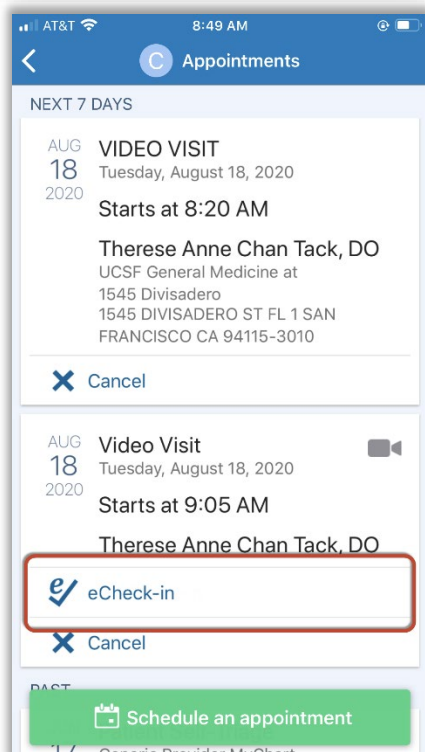 AT&T 8:49 AM
C Appointments
NEXT 7 DAYS
AUG
18
2020
VIDEO VISIT
Tuesday, August 18, 2020
Starts at 8:20 AM
Therese Anne Chan Tack, DO
UCSF General Medicine at
1545 Divisadero
1545 DIVISADERO ST FL 1 SAN
FRANCISCO CA 94115-3010
Cancel
AUG
18
2020
Video Visit
Tuesday, August 18, 2020
Starts at 9:05 AM
Therese Anne Chan Tack, DO
eCheck-in
Cancel
PAST
Schedule an appointment
17 Generic Provider MyChart